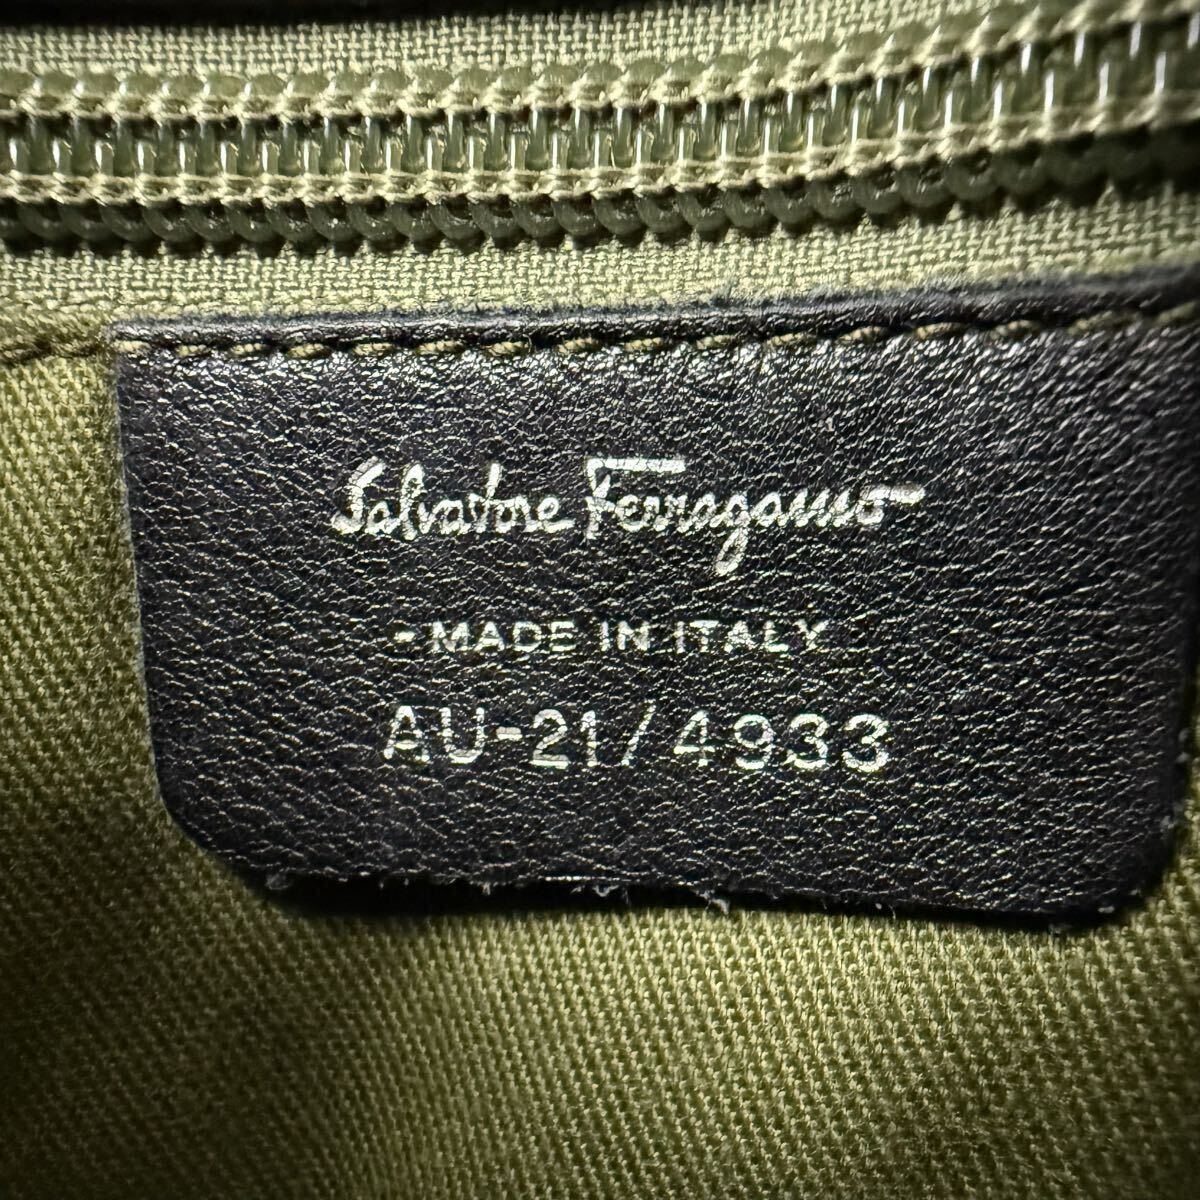 Salvatore Ferragamo
MADE IN ITALY
AU-21/4933